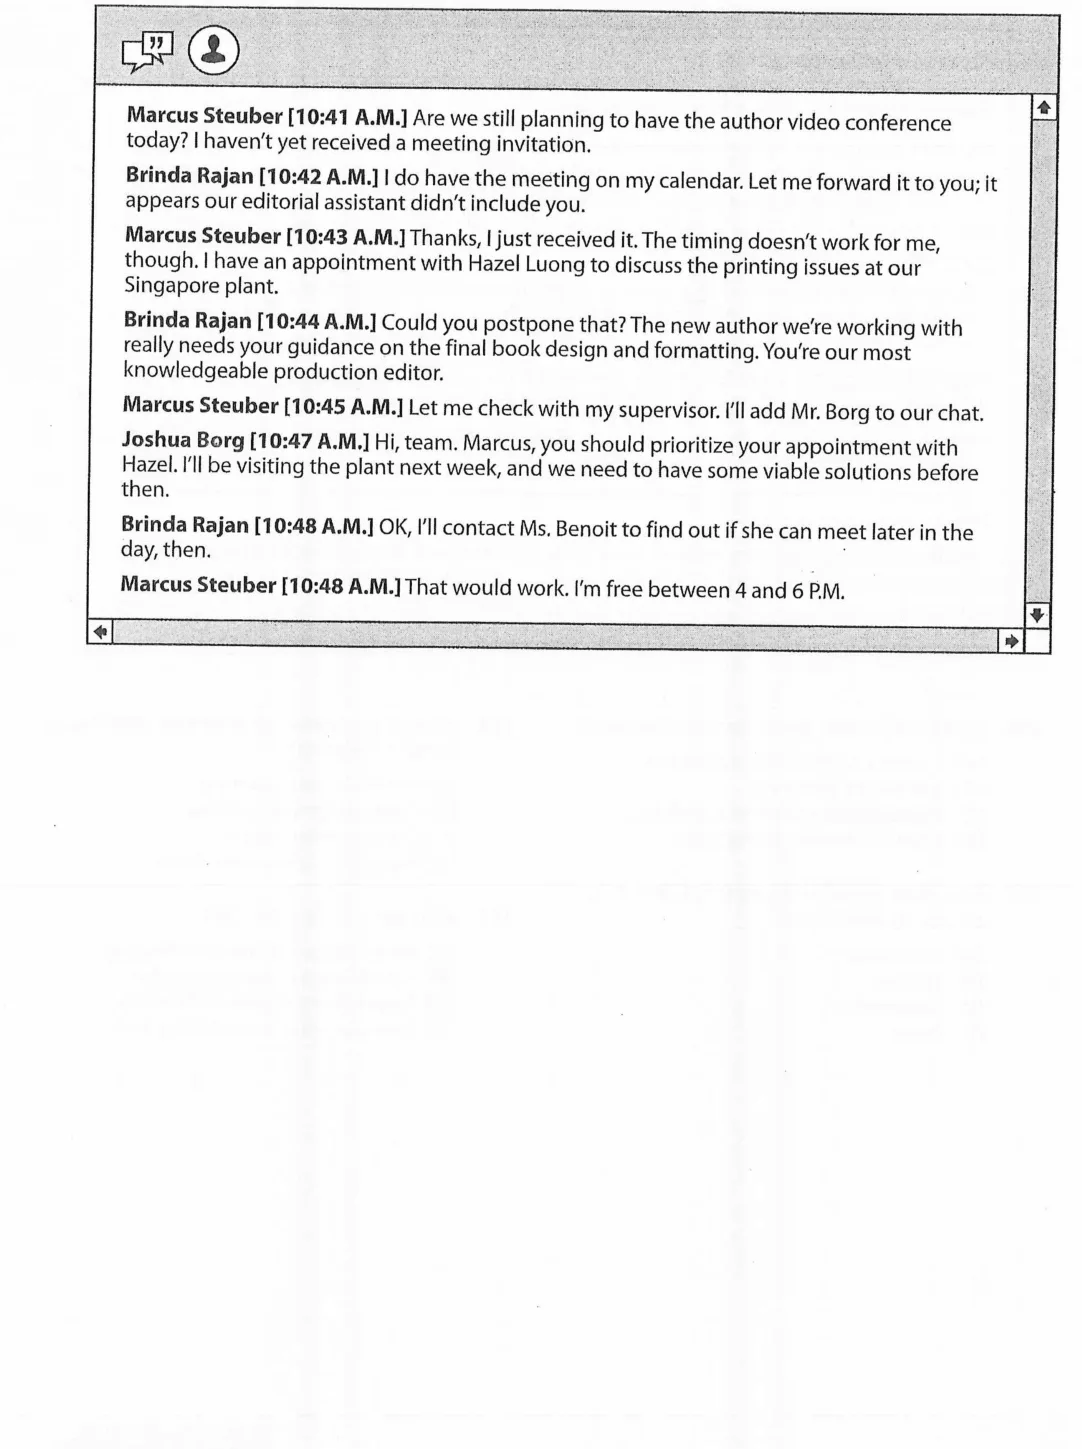 Marcus Steuber [10:41 A.M.] Are we still planning to have the author video conference
today? I haven't yet received a meeting invitation.
Brinda Rajan [10:42 A.M.] I do have the meeting on my calendar. Let me forward it to you; it
appears our editorial assistant didn't include you.
Marcus Steuber [10:43 A.M.] Thanks, I just received it. The timing doesn't work for me,
though. I have an appointment with Hazel Luong to discuss the printing issues at our
Singapore plant.
Brinda Rajan [10:44 A.M.] Could you postpone that? The new author we're working with
really needs your guidance on the final book design and formatting. You're our most
knowledgeable production editor.
Marcus Steuber [10:45 A.M.] Let me check with my supervisor. I'll add Mr. Borg to our chat.
Joshua Borg [10:47 A.M.] Hi, team. Marcus, you should prioritize your appointment with
Hazel. I'll be visiting the plant next week, and we need to have some viable solutions before
then.
Brinda Rajan [10:48 A.M.] OK, I'll contact Ms. Benoit to find out if she can meet later in the
day, then.
Marcus Steuber [10:48 A.M.] That would work. I'm free between 4 and 6 P.M.